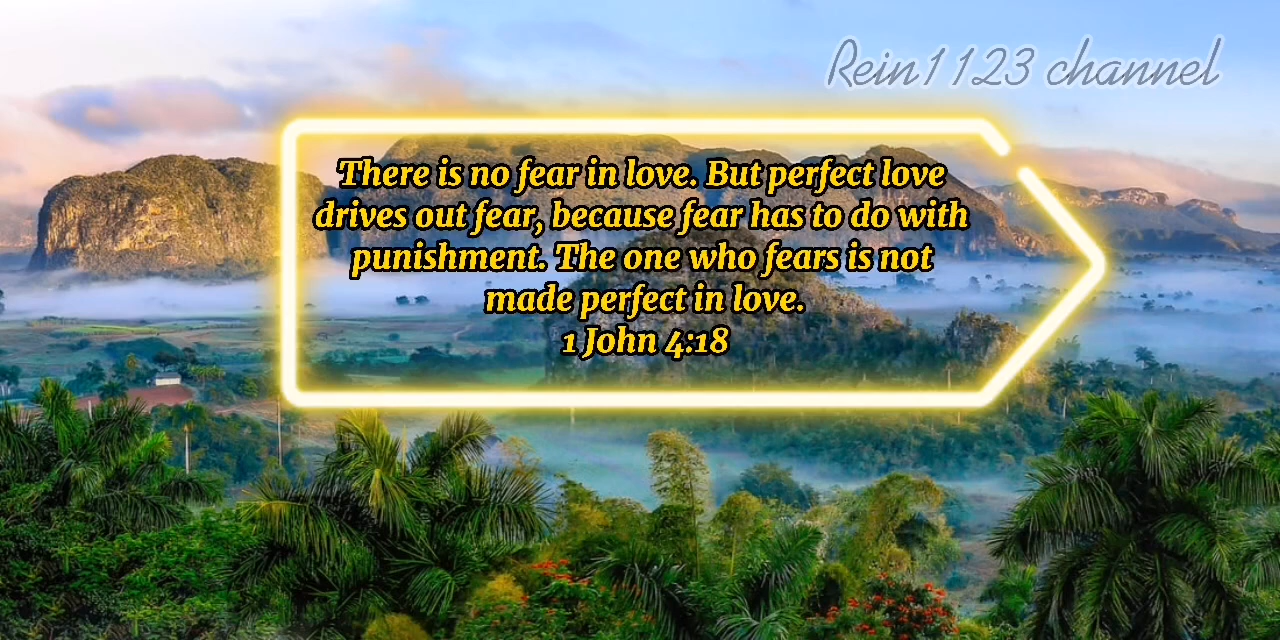 Rein1123 channel
There is no fear in love. But perfect love
drives out fear, because fear has to do with
punishment. The one who fears is not
made perfect in love.
1 John 4:18